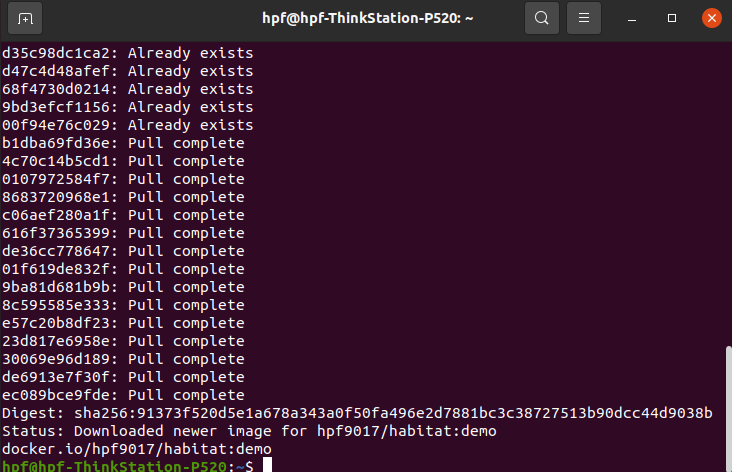 hpf@hpf-ThinkStation-P520: ~
d35c98dc1ca2: Already exists
d47c4d48afef: Already exists
68f4730d0214: Already exists
9bd3efcf1156: Already exists
00f94e76c029: Already exists
b1dba69fd36e: Pull complete
4c70c14b5cd1: Pull complete
0107972584f7: Pull complete
8683720968e1: Pull complete
c06aef280a1f: Pull complete
616f37365399: Pull complete
de36cc778647: Pull complete
01f619de832f: Pull complete
9ba81d681b9b: Pull complete
8c595585e333: Pull complete
e57c20b8df23: Pull complete
23d817e6958e: Pull complete
30069e96d189: Pull complete
de6913e7f30f: Pull complete
ec089bce9fde: Pull complete
Digest: sha256:91373f520d5e1a678a343a0f50fa496e2d7881bc3c38727513b90dcc44d9038b
Status: Downloaded newer image for hpf9017/habitat:demo
docker.io/hpf9017/habitat:demo
hpf@hpf-ThinkStation-P520:~$